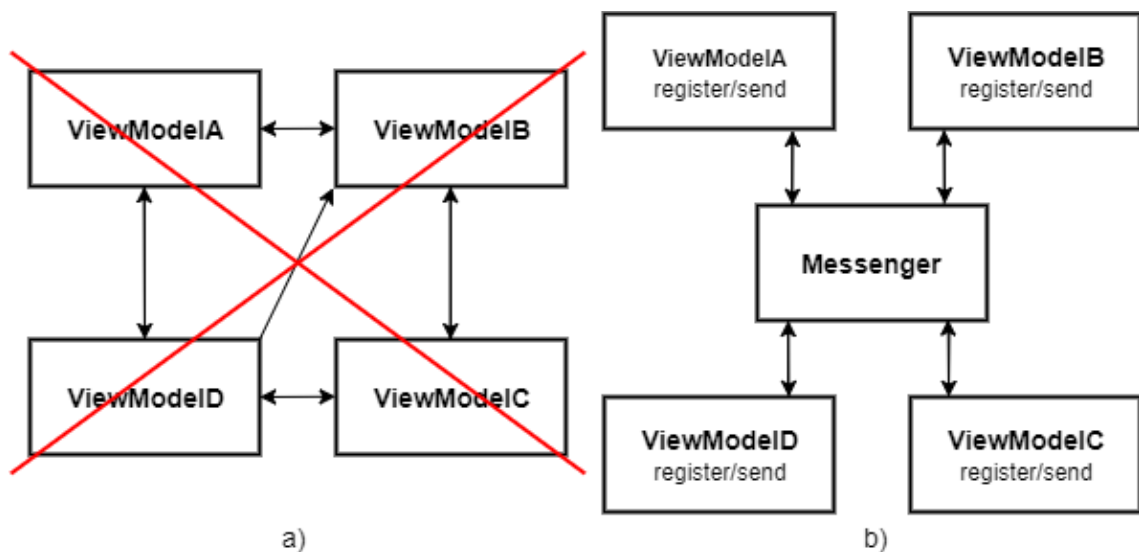 ViewModelA
ViewModelB
ViewModelD
ViewModelC
a)
ViewModelA
register/send
ViewModelB
register/send
Messenger
ViewModelD
register/send
ViewModelC
register/send
b)